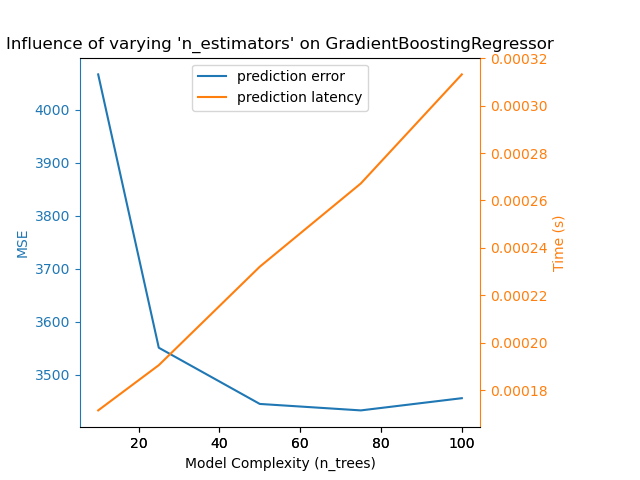 Influence of varying 'n_estimators' on GradientBoostingRegressor
prediction error
prediction latency
4000
3900
3800
3700
3600
3500
MSE
0.00032
0.00030
0.00028
0.00026
0.00024
0.00022
0.00020
0.00018
Time (s)
20 40 60 80 100
Model Complexity (n_trees)